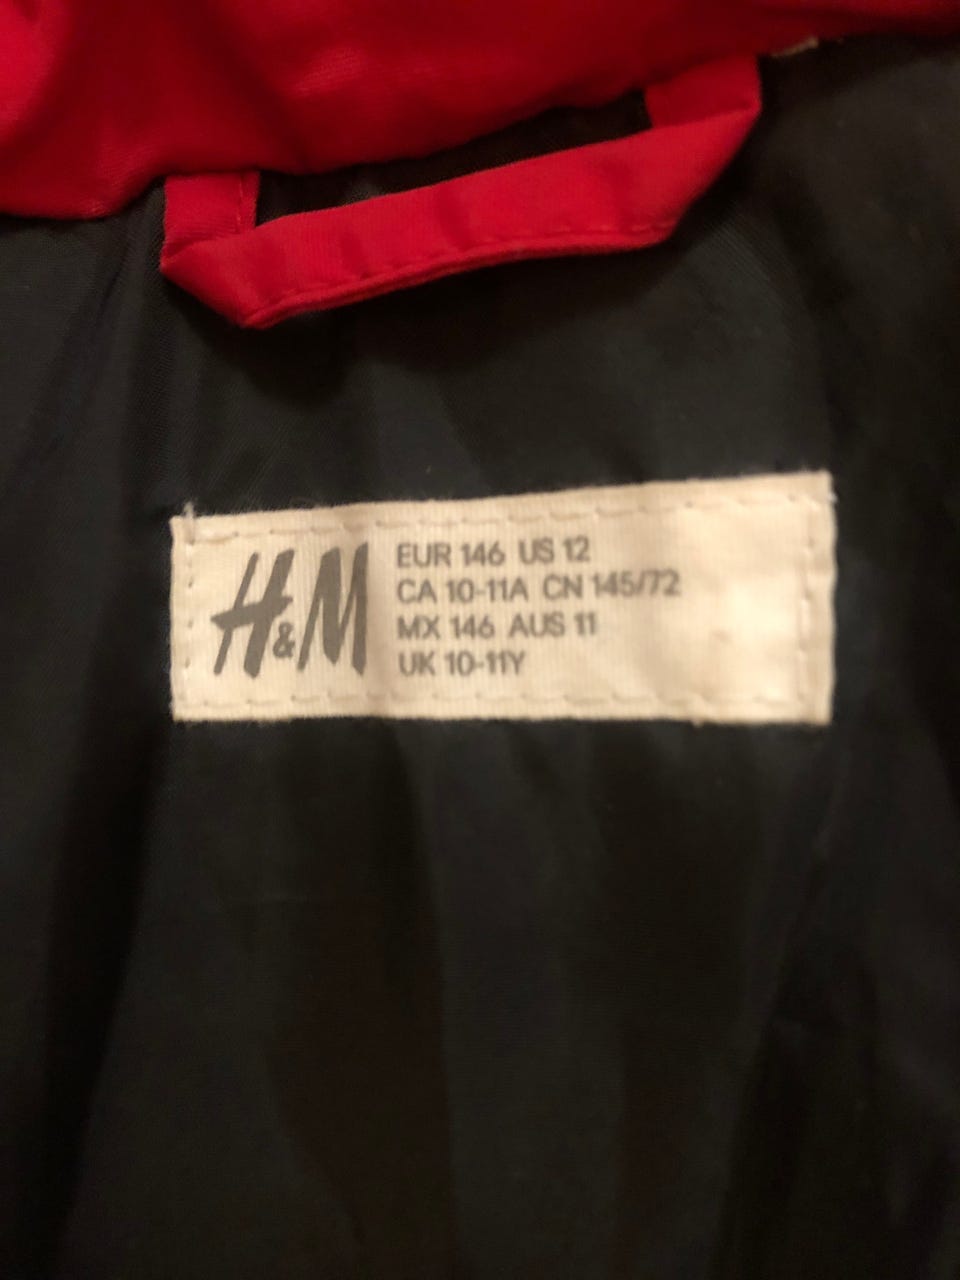 H&M
EUR 146 US 12
CA 10-11A CN 145/72
MX 146 AUS 11
UK 10-11Y